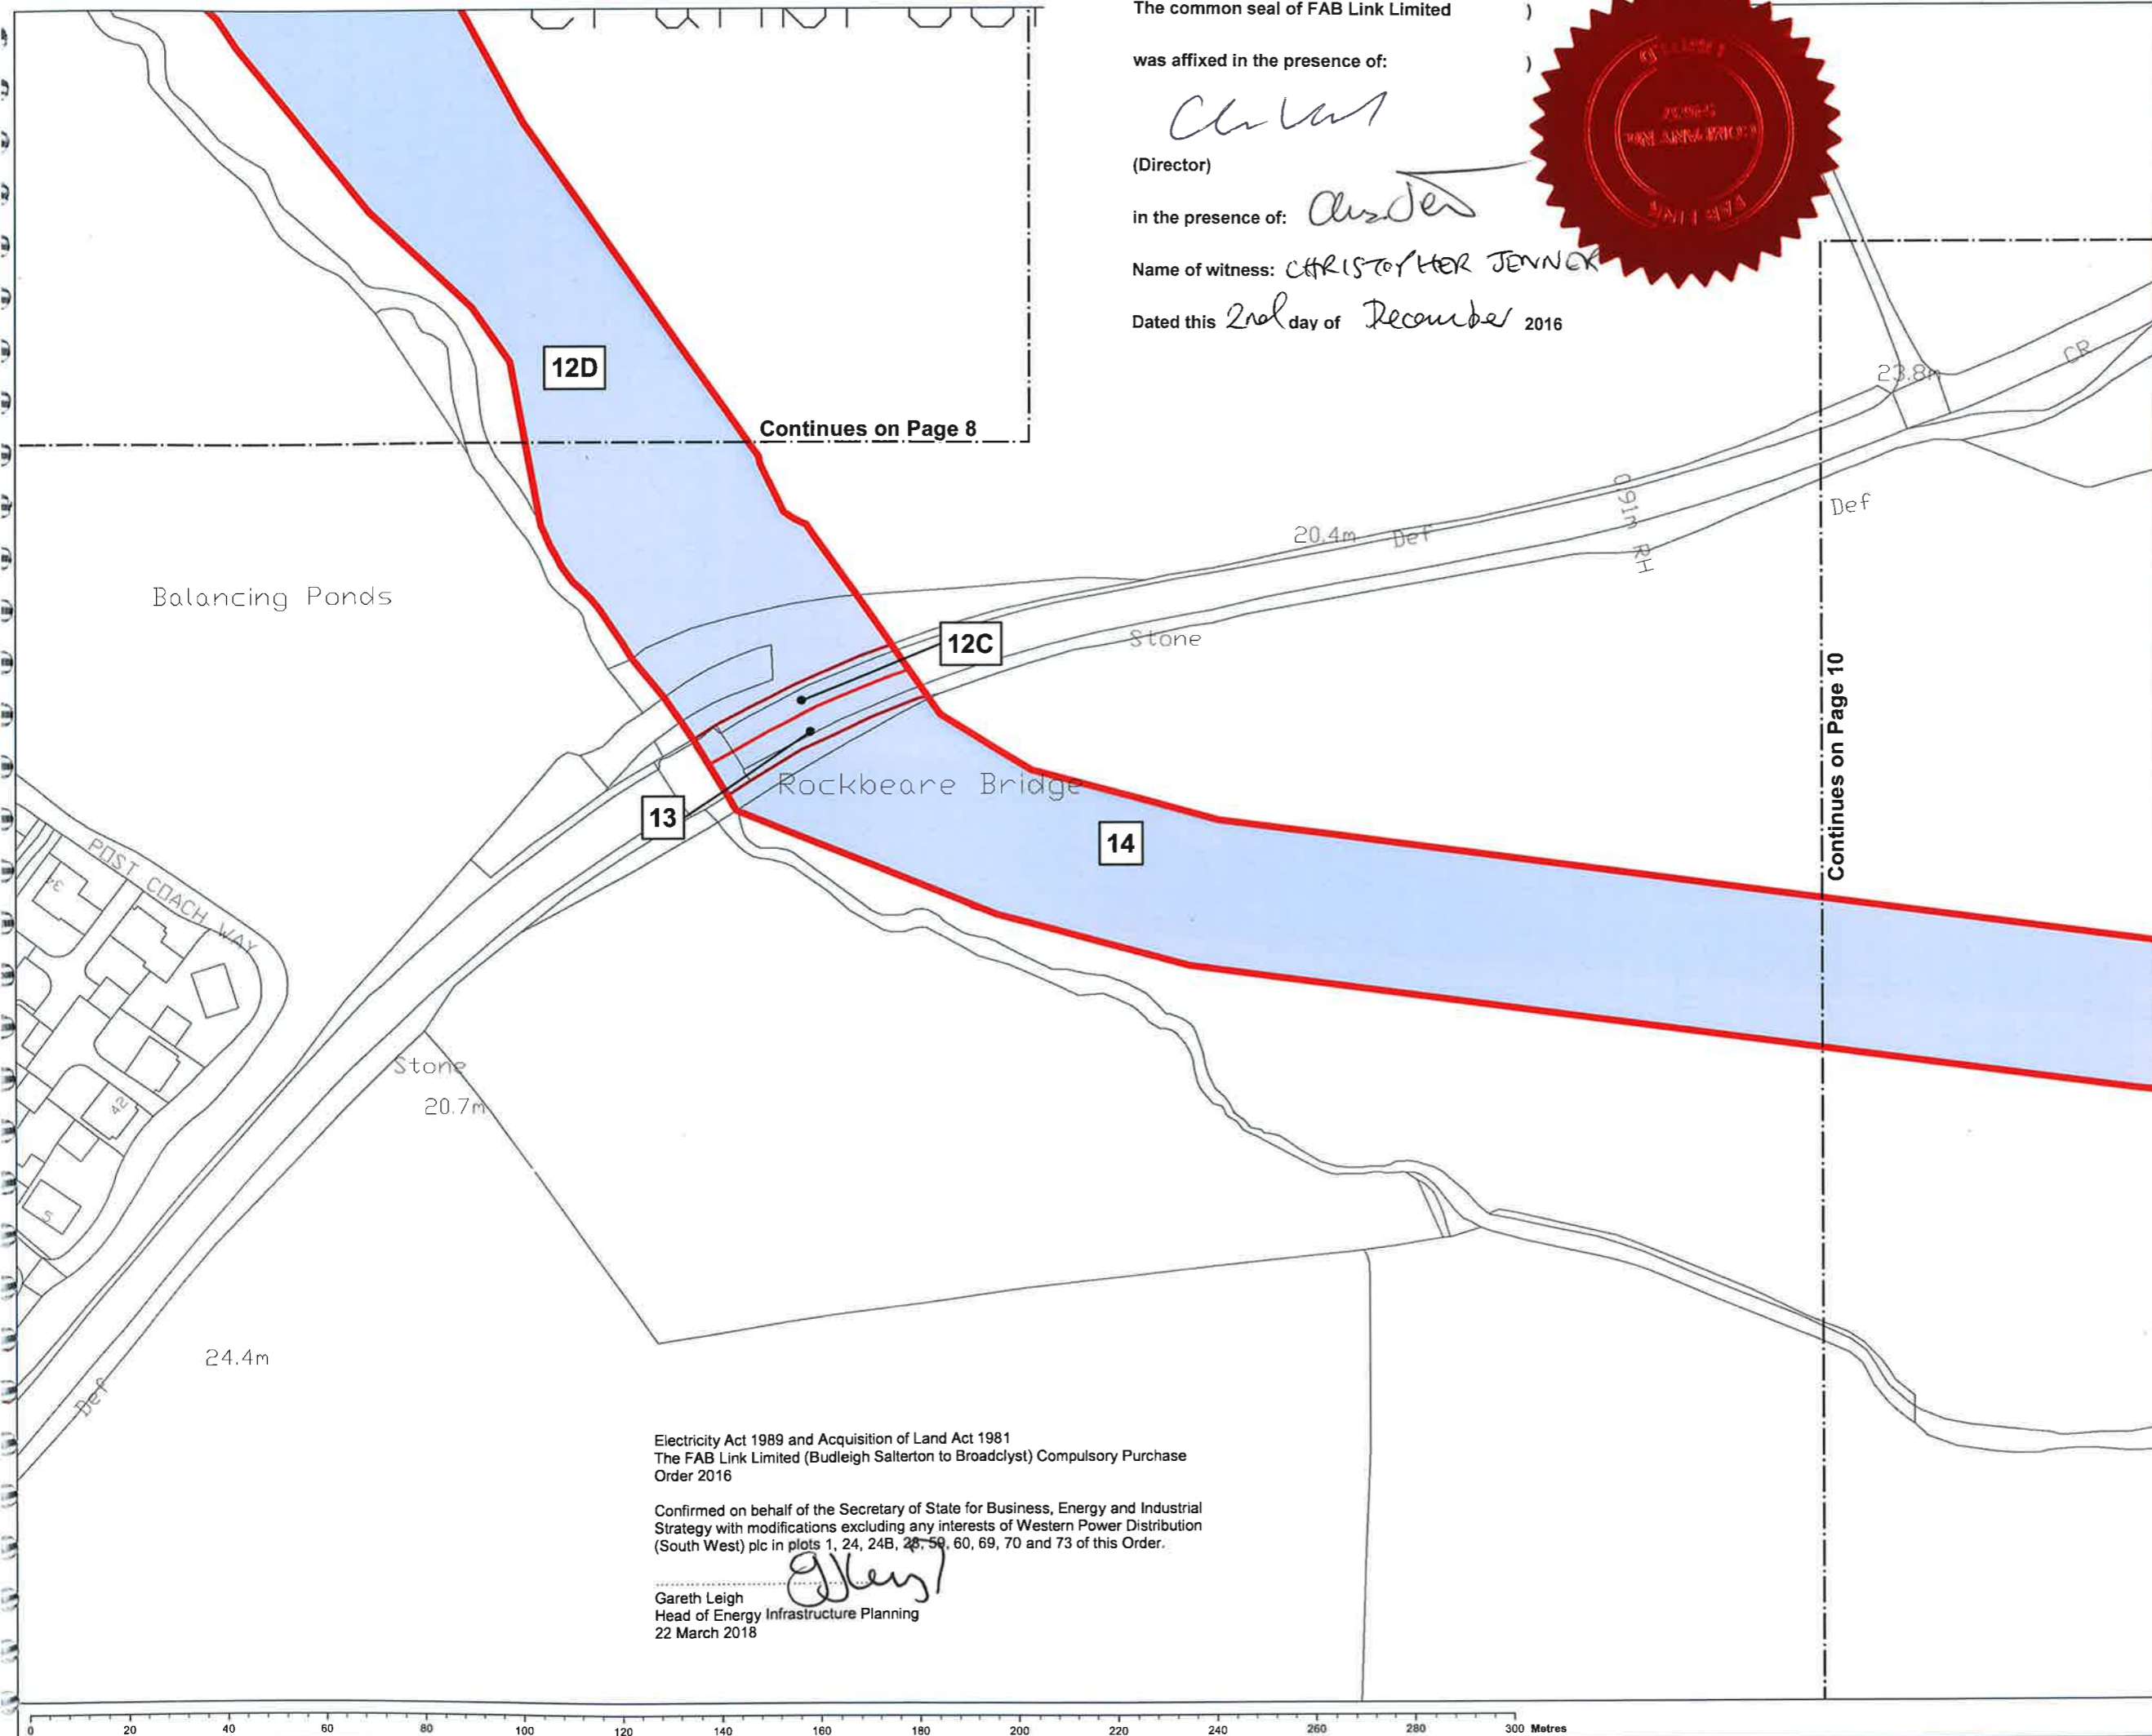 The common seal of FAB Link Limited )
was affixed in the presence of: )
(Director)
in the presence of:
Name of witness: CHRISTOPHER JENNER
Dated this 2nd day of December 2016
12D
Continues on Page 8
23.8m
CR
Def
0.91m RH
20.4m Def
Balancing Ponds
12C
Stone
Continues on Page 10
Rockbeare Bridge
13
14
POST COACH WAY
34
Stone
20.7m
42
5
24.4m
Def
Electricity Act 1989 and Acquisition of Land Act 1981
The FAB Link Limited (Budleigh Salterton to Broadclyst) Compulsory Purchase
Order 2016
Confirmed on behalf of the Secretary of State for Business, Energy and Industrial
Strategy with modifications excluding any interests of Western Power Distribution
(South West) plc in plots 1, 24, 24B, 28, 59, 60, 69, 70 and 73 of this Order.
Gareth Leigh
Head of Energy Infrastructure Planning
22 March 2018
0 20 40 60 80 100 120 140 160 180 200 220 240 260 280 300 Metres